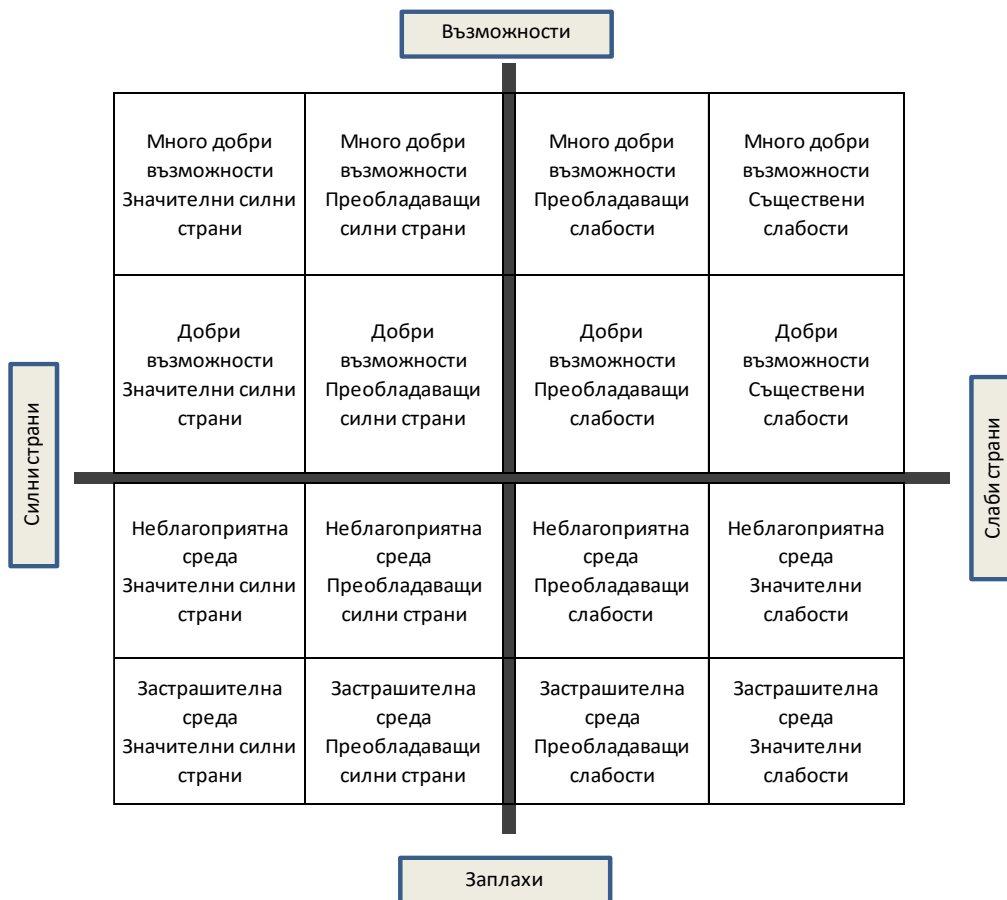 Възможности
Много добри
възможности
Значителни силни
страни
Много добри
възможности
Преобладаващи
силни страни
Много добри
възможности
Преобладаващи
слабости
Много добри
възможности
Съществени
слабости
Добри
възможности
Значителни силни
страни
Добри
възможности
Преобладаващи
силни страни
Добри
възможности
Преобладаващи
слабости
Добри
възможности
Съществени
слабости
Силни страни
Слаби страни
Неблагоприятна
среда
Значителни силни
страни
Неблагоприятна
среда
Преобладаващи
силни страни
Неблагоприятна
среда
Преобладаващи
слабости
Неблагоприятна
среда
Значителни
слабости
Застрашителна
среда
Значителни силни
страни
Застрашителна
среда
Преобладаващи
силни страни
Застрашителна
среда
Преобладаващи
слабости
Застрашителна
среда
Значителни
слабости
Заплахи